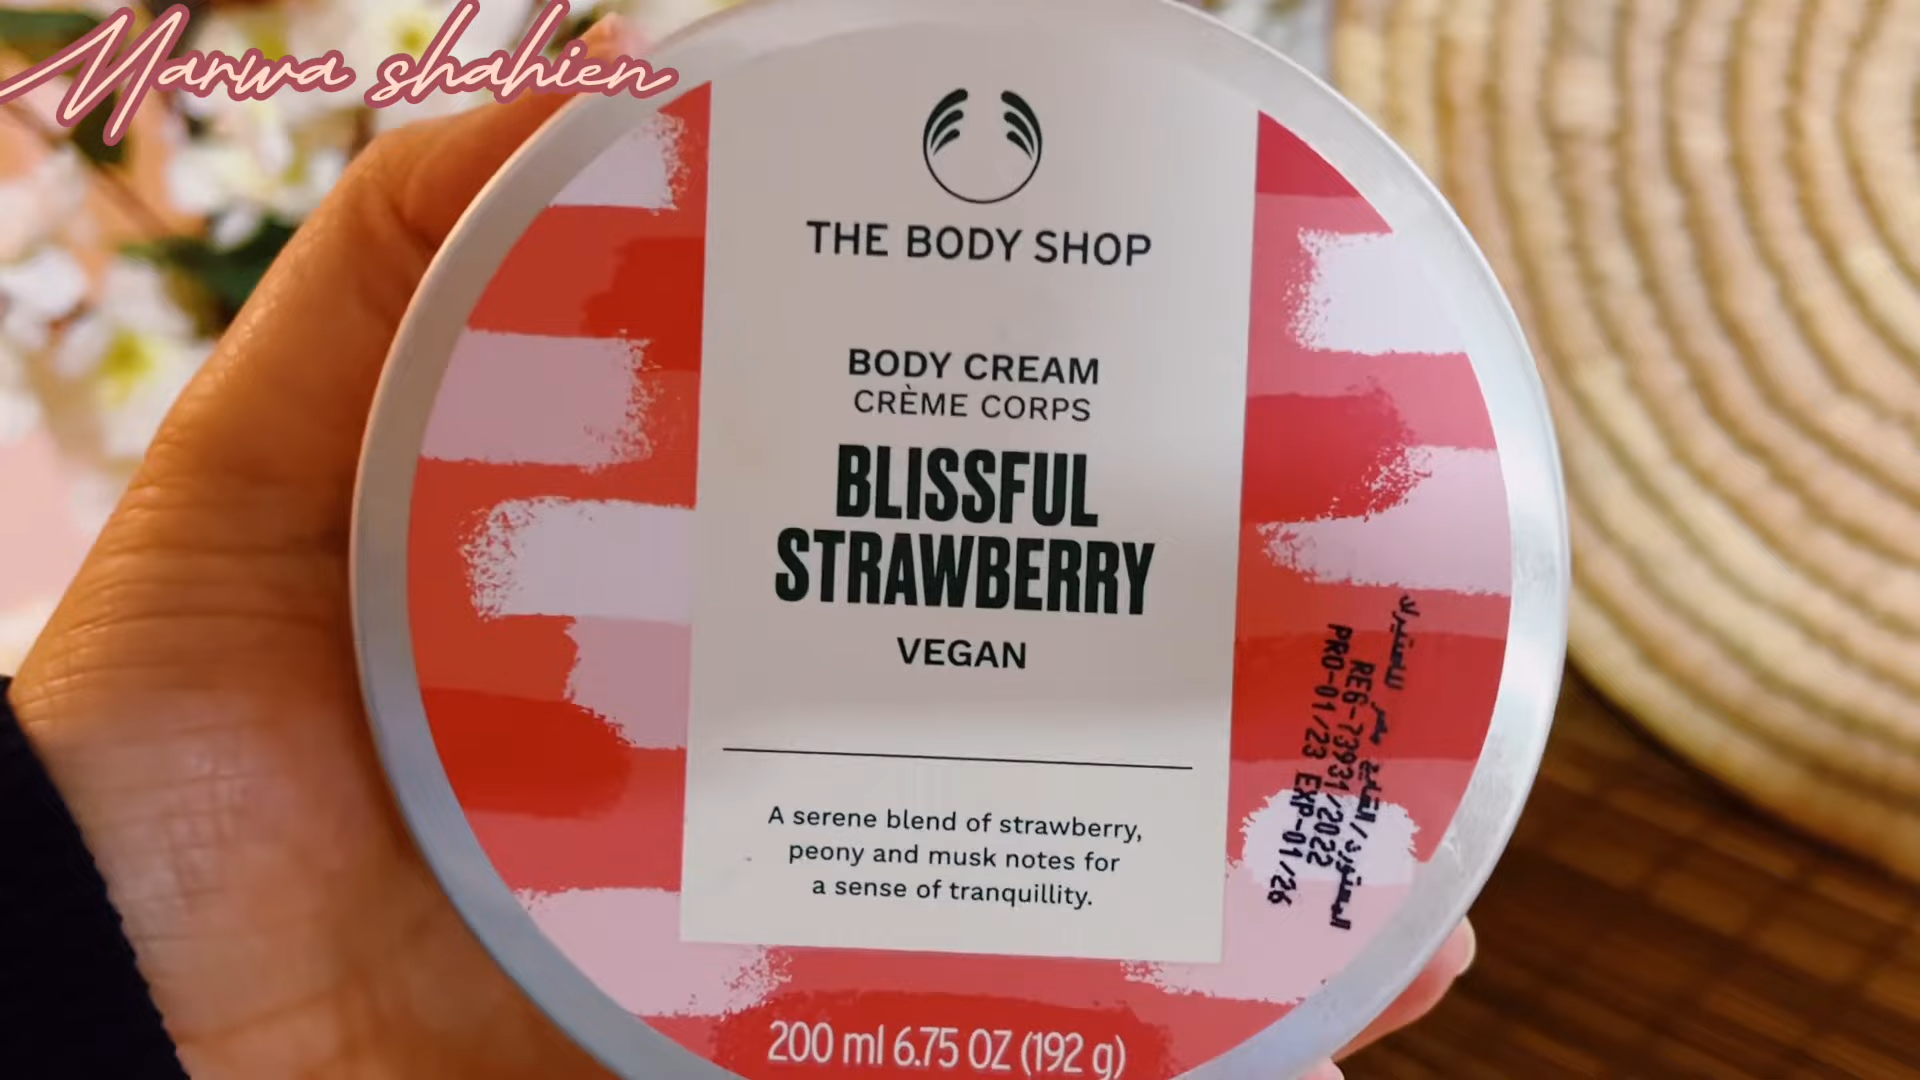 Marwa shahien
THE BODY SHOP
BODY CREAM
CRÈME CORPS
BLISSFUL
STRAWBERRY
VEGAN
A serene blend of strawberry,
peony and musk notes for
a sense of tranquillity.
200 ml 6.75 OZ (192 g)
REG-73931/2022
PRO-01/23 EXP-01/26